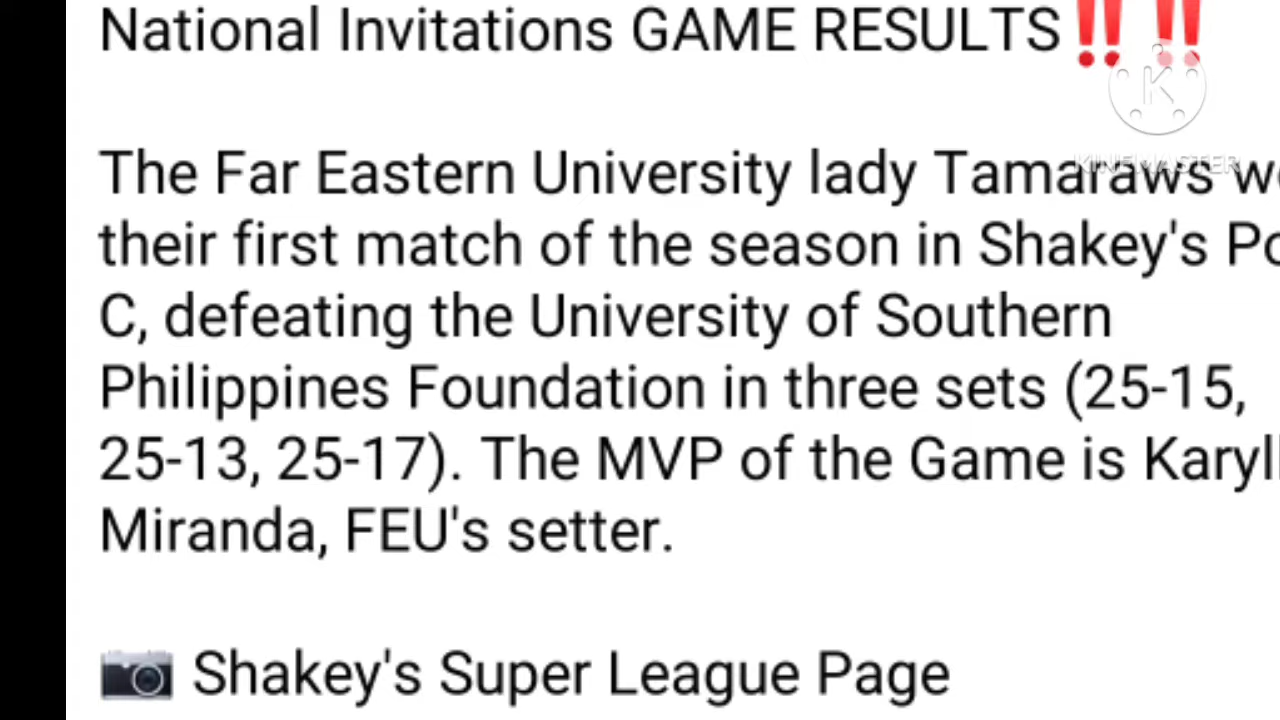 National Invitations GAME RESULTS‼️ ‼️
K
KINEMASTER
The Far Eastern University lady Tamaraws
their first match of the season in Shakey's
C, defeating the University of Southern
Philippines Foundation in three sets (25-15,
25-13, 25-17). The MVP of the Game is
Miranda, FEU's setter.
Shakey's Super League Page